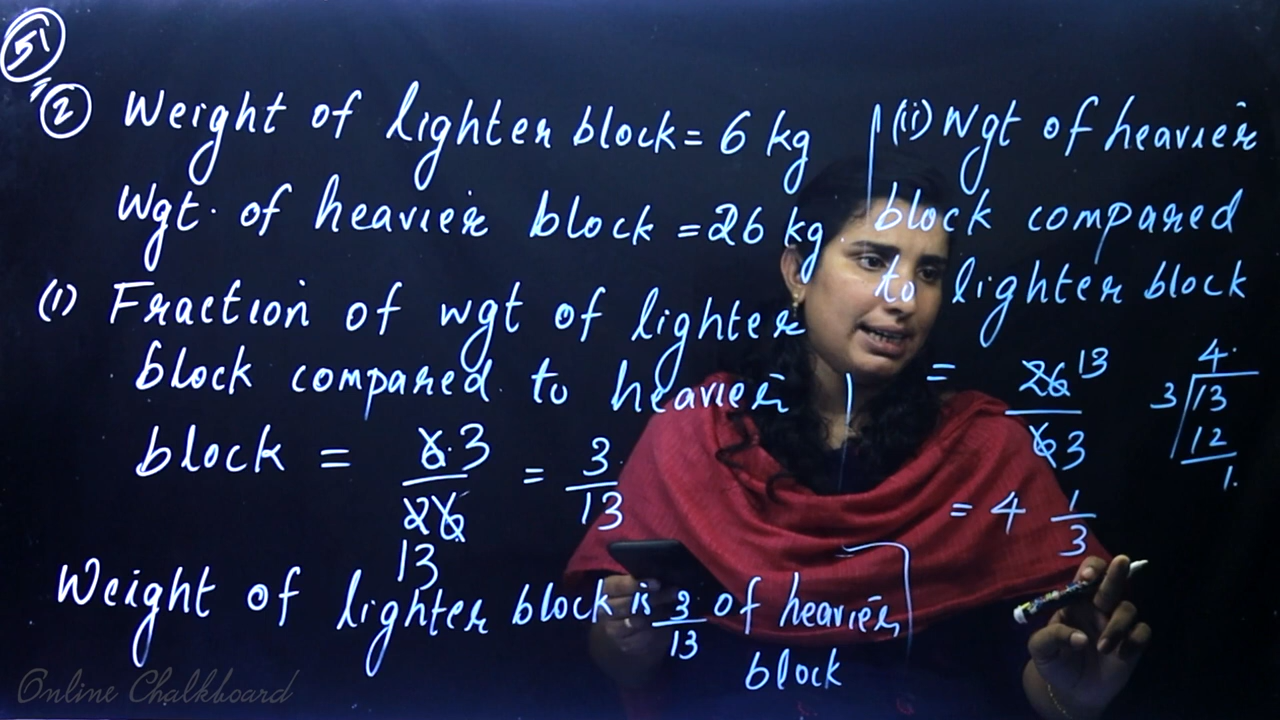 5
2 Weight of lighter block = 6 kg
Wgt. of heavier block = 26 kg.
(i) Fraction of wgt of lighter
block compared to heavier
block = 6 3 / 26 13 = 3/13
Weight of lighter block is 3/13 of heavier
block
(ii) Wgt of heavier
block compared
to lighter block
= 26 13 / 6 3
= 4 1/3
4
3 13
12
1
Online Chalkboard